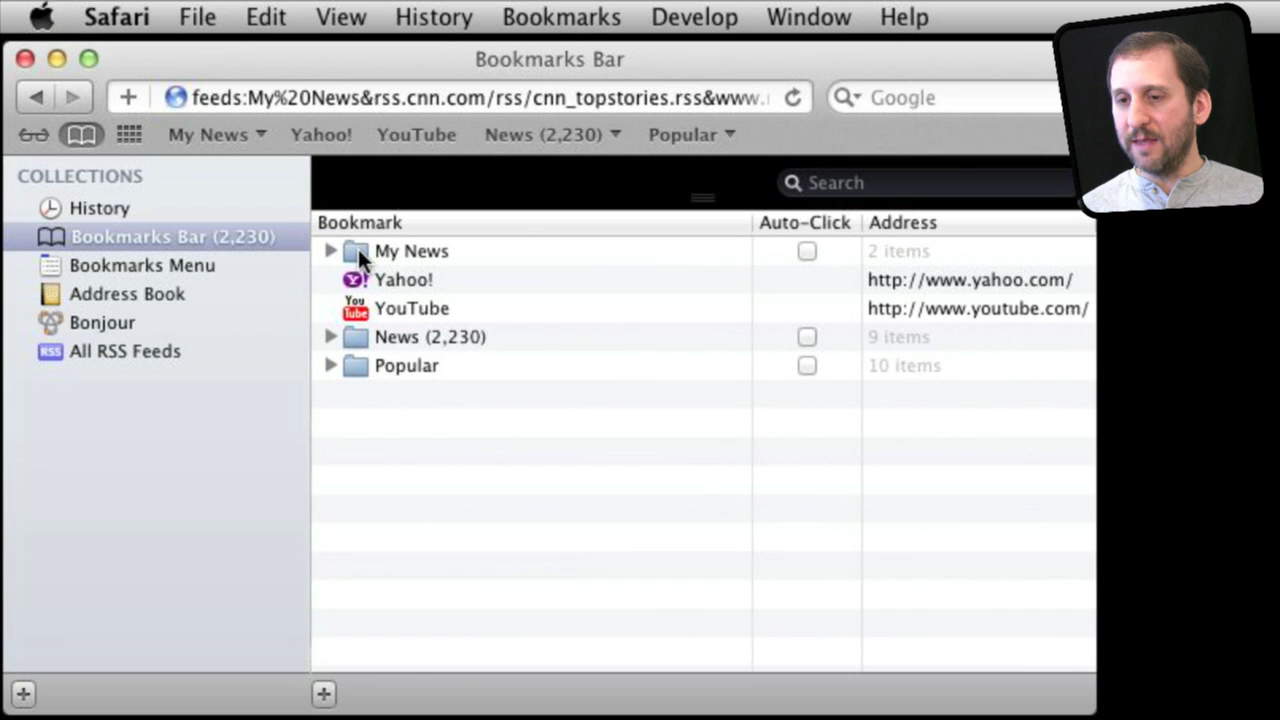 Safari File Edit View History Bookmarks Develop Window Help
Bookmarks Bar
feeds:My%20News&rss.cnn.com/rss/cnn_topstories.rss&www. Google
My News Yahoo! YouTube News (2,230) Popular
COLLECTIONS
History
Bookmarks Bar (2,230)
Bookmarks Menu
Address Book
Bonjour
RSS All RSS Feeds
Search
Bookmark Auto-Click Address
My News 2 items
Y! Yahoo! http://www.yahoo.com/
You Tube YouTube http://www.youtube.com/
News (2,230) 9 items
Popular 10 items